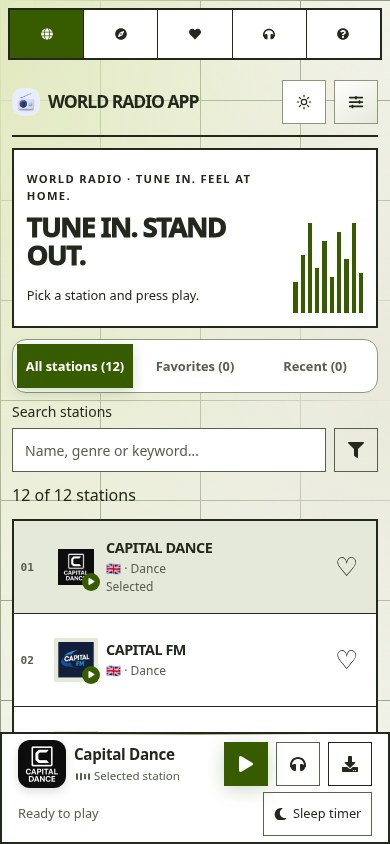 WORLD RADIO APP
WORLD RADIO · TUNE IN. FEEL AT
HOME.
TUNE IN. STAND
OUT.
Pick a station and press play.
All stations (12)
Favorites (0)
Recent (0)
Search stations
Name, genre or keyword...
12 of 12 stations
01
CAPITAL
DANCE
CAPITAL DANCE
🇬🇧 · Dance
Selected
02
CAPITAL
FM
CAPITAL FM
🇬🇧 · Dance
CAPITAL
DANCE
Capital Dance
Selected station
Ready to play
Sleep timer